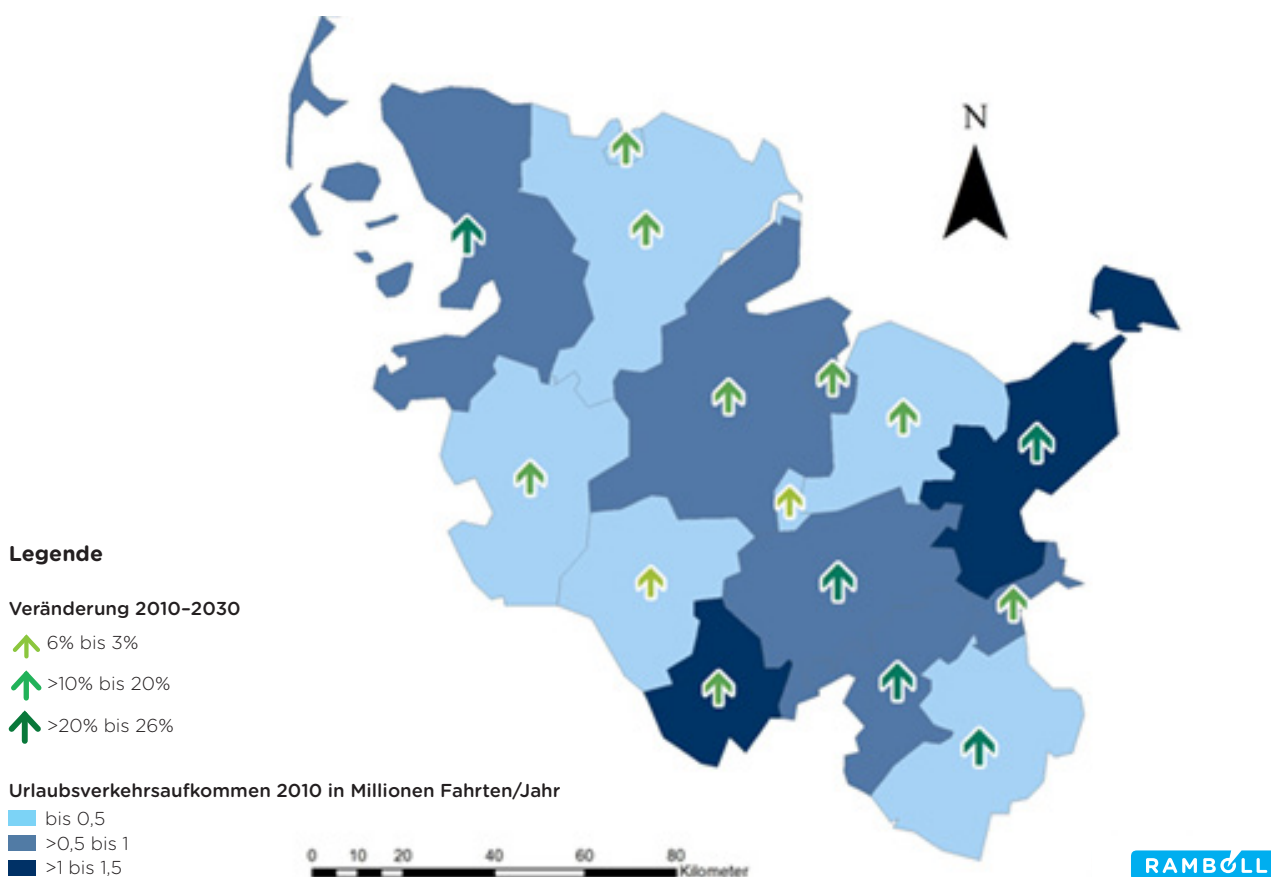 N
Legende
Veränderung 2010–2030
6% bis 3%
>10% bis 20%
>20% bis 26%
Urlaubsverkehrsaufkommen 2010 in Millionen Fahrten/Jahr
bis 0,5
>0,5 bis 1
>1 bis 1,5
0 10 20 40 60 80
Kilometer
RAMBOLL